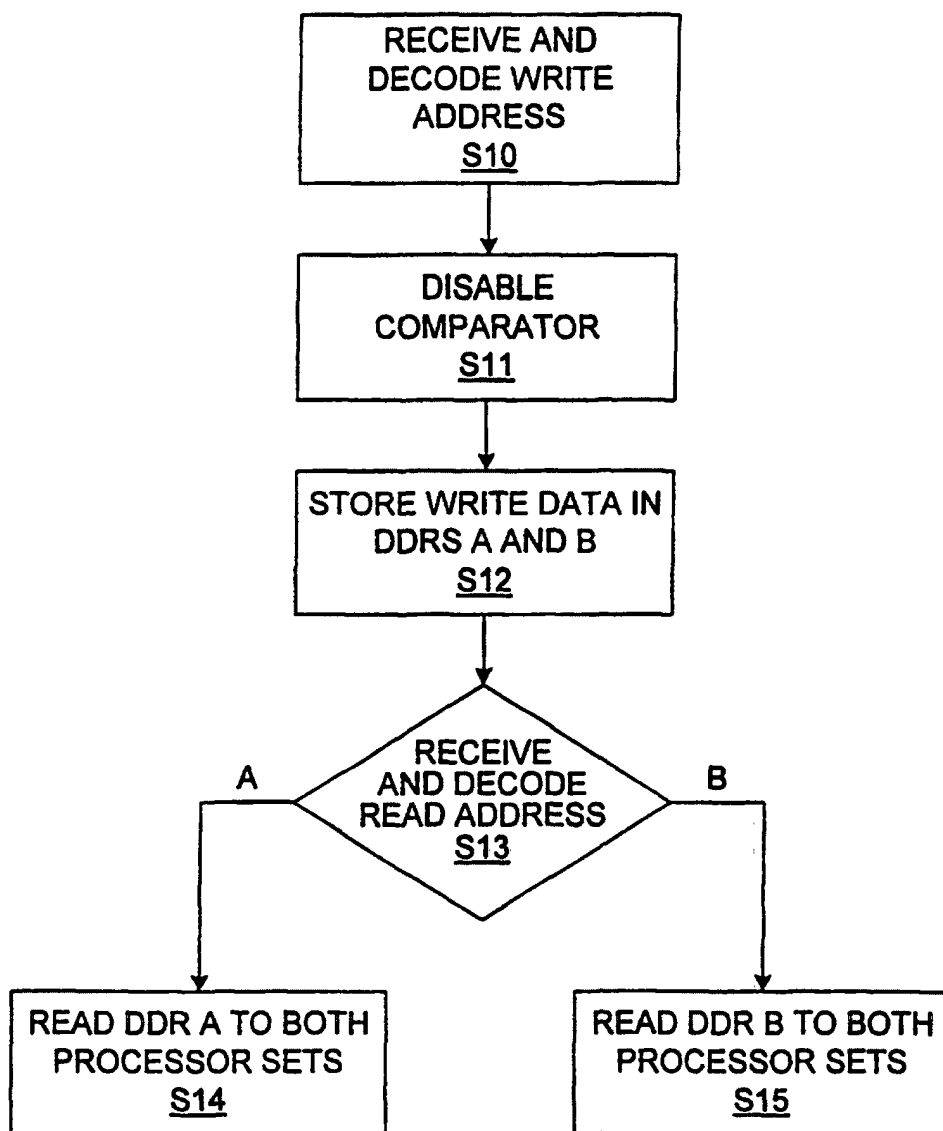 RECEIVE AND
DECODE WRITE
ADDRESS
S10
DISABLE
COMPARATOR
S11
STORE WRITE DATA IN
DDRS A AND B
S12
RECEIVE
AND DECODE
READ ADDRESS
S13
A
B
READ DDR A TO BOTH
PROCESSOR SETS
S14
READ DDR B TO BOTH
PROCESSOR SETS
S15